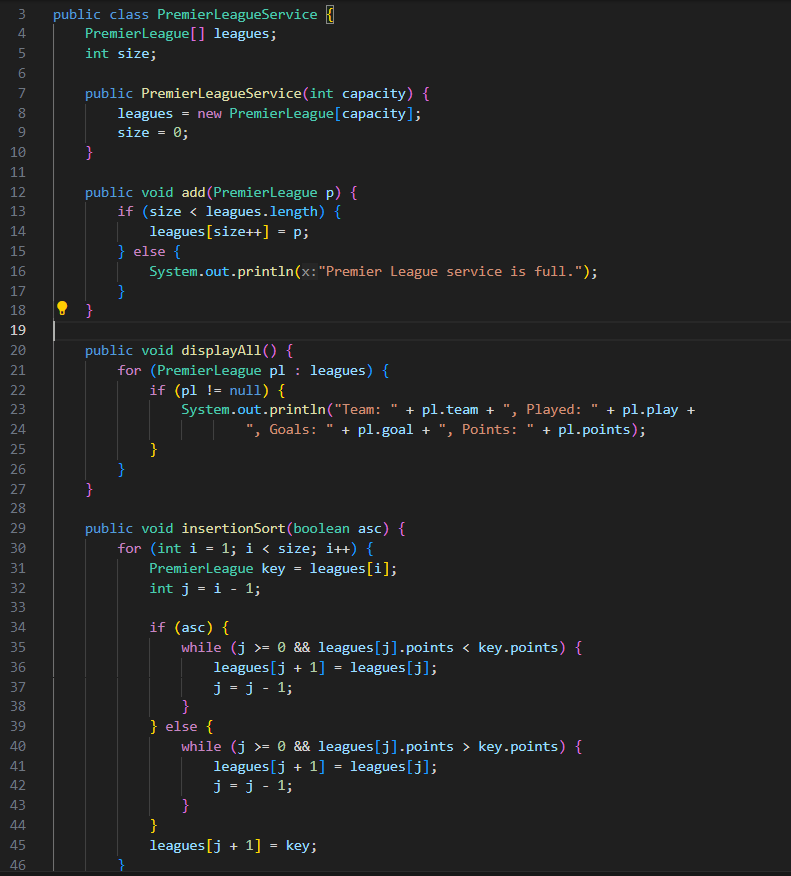 3 public class PremierLeagueService {
4     PremierLeague[] leagues;
5     int size;
6
7     public PremierLeagueService(int capacity) {
8         leagues = new PremierLeague[capacity];
9         size = 0;
10     }
11
12     public void add(PremierLeague p) {
13         if (size < leagues.length) {
14             leagues[size++] = p;
15         } else {
16             System.out.println(x:"Premier League service is full.");
17         }
18     }
19
20     public void displayAll() {
21         for (PremierLeague pl : leagues) {
22             if (pl != null) {
23                 System.out.println("Team: " + pl.team + ", Played: " + pl.play +
24                         ", Goals: " + pl.goal + ", Points: " + pl.points);
25             }
26         }
27     }
28
29     public void insertionSort(boolean asc) {
30         for (int i = 1; i < size; i++) {
31             PremierLeague key = leagues[i];
32             int j = i - 1;
33
34             if (asc) {
35                 while (j >= 0 && leagues[j].points < key.points) {
36                     leagues[j + 1] = leagues[j];
37                     j = j - 1;
38                 }
39             } else {
40                 while (j >= 0 && leagues[j].points > key.points) {
41                     leagues[j + 1] = leagues[j];
42                     j = j - 1;
43                 }
44             }
45             leagues[j + 1] = key;
46         }